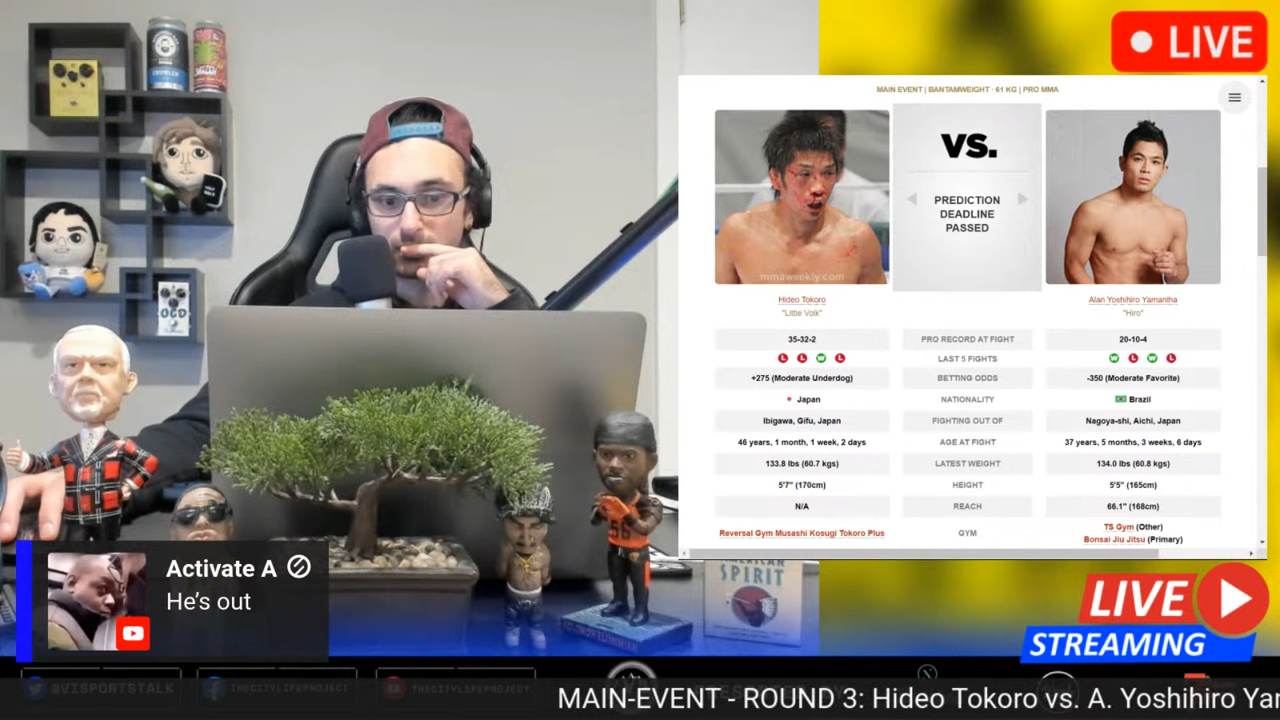 LIVE
MAIN EVENT | BANTAMWEIGHT · 61 KG | PRO MMA
VS.
PREDICTION
DEADLINE
PASSED
mmaweekly.com
Hideo Tokoro
Alan Yoshihiro Yamaniha
"Little Volk"
"Hiro"
35-32-2 PRO RECORD AT FIGHT 20-10-4
L L W L LAST 5 FIGHTS W L W L
+275 (Moderate Underdog) BETTING ODDS -350 (Moderate Favorite)
Japan NATIONALITY Brazil
Ibigawa, Gifu, Japan FIGHTING OUT OF Nagoya-shi, Aichi, Japan
46 years, 1 month, 1 week, 2 days AGE AT FIGHT 37 years, 5 months, 3 weeks, 6 days
133.8 lbs (60.7 kgs) LATEST WEIGHT 134.0 lbs (60.8 kgs)
5'7" (170cm) HEIGHT 5'5" (165cm)
N/A REACH 66.1" (168cm)
Reversal Gym Musashi Kosugi Tokoro Plus GYM TS Gym (Other)
Bonsai Jiu Jitsu (Primary)
OCD
56
AMERICAN
SPIRIT
Activate A
He's out
LIVE
STREAMING
@VISPORTSTALK
THECITYLIFEPROJECT
THECITYLIFEPROJECT
MAIN-EVENT - ROUND 3: Hideo Tokoro vs. A. Yoshihiro Yar